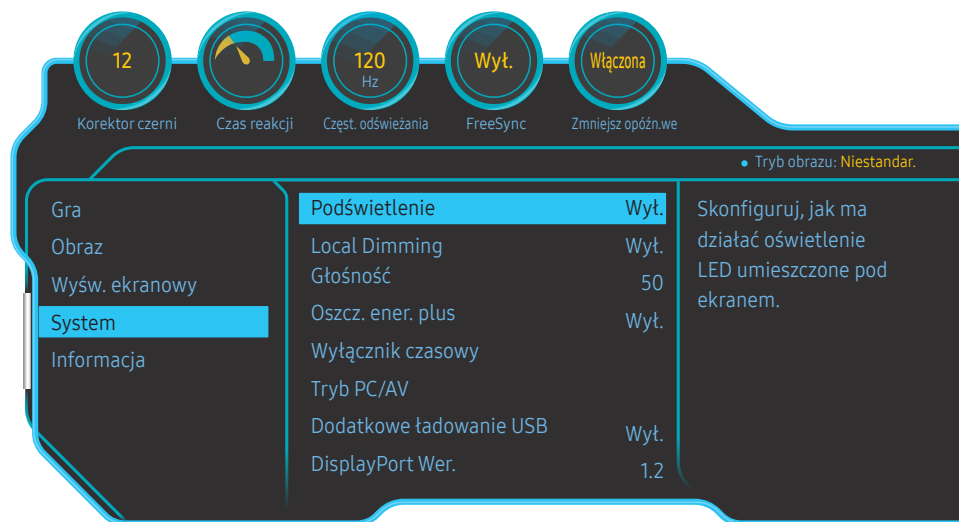 12
120
Hz
Wył.
Włączona
Korektor czerni
Czas reakcji
Częst. odświeżania
FreeSync
Zmniejsz opóźn.we
Tryb obrazu: Niestandar.
Gra
Obraz
Wyśw. ekranowy
System
Informacja
Podświetlenie Wył.
Local Dimming Wył.
Głośność 50
Oszcz. ener. plus Wył.
Wyłącznik czasowy
Tryb PC/AV
Dodatkowe ładowanie USB Wył.
DisplayPort Wer. 1.2
Skonfiguruj, jak ma
działać oświetlenie
LED umieszczone pod
ekranem.